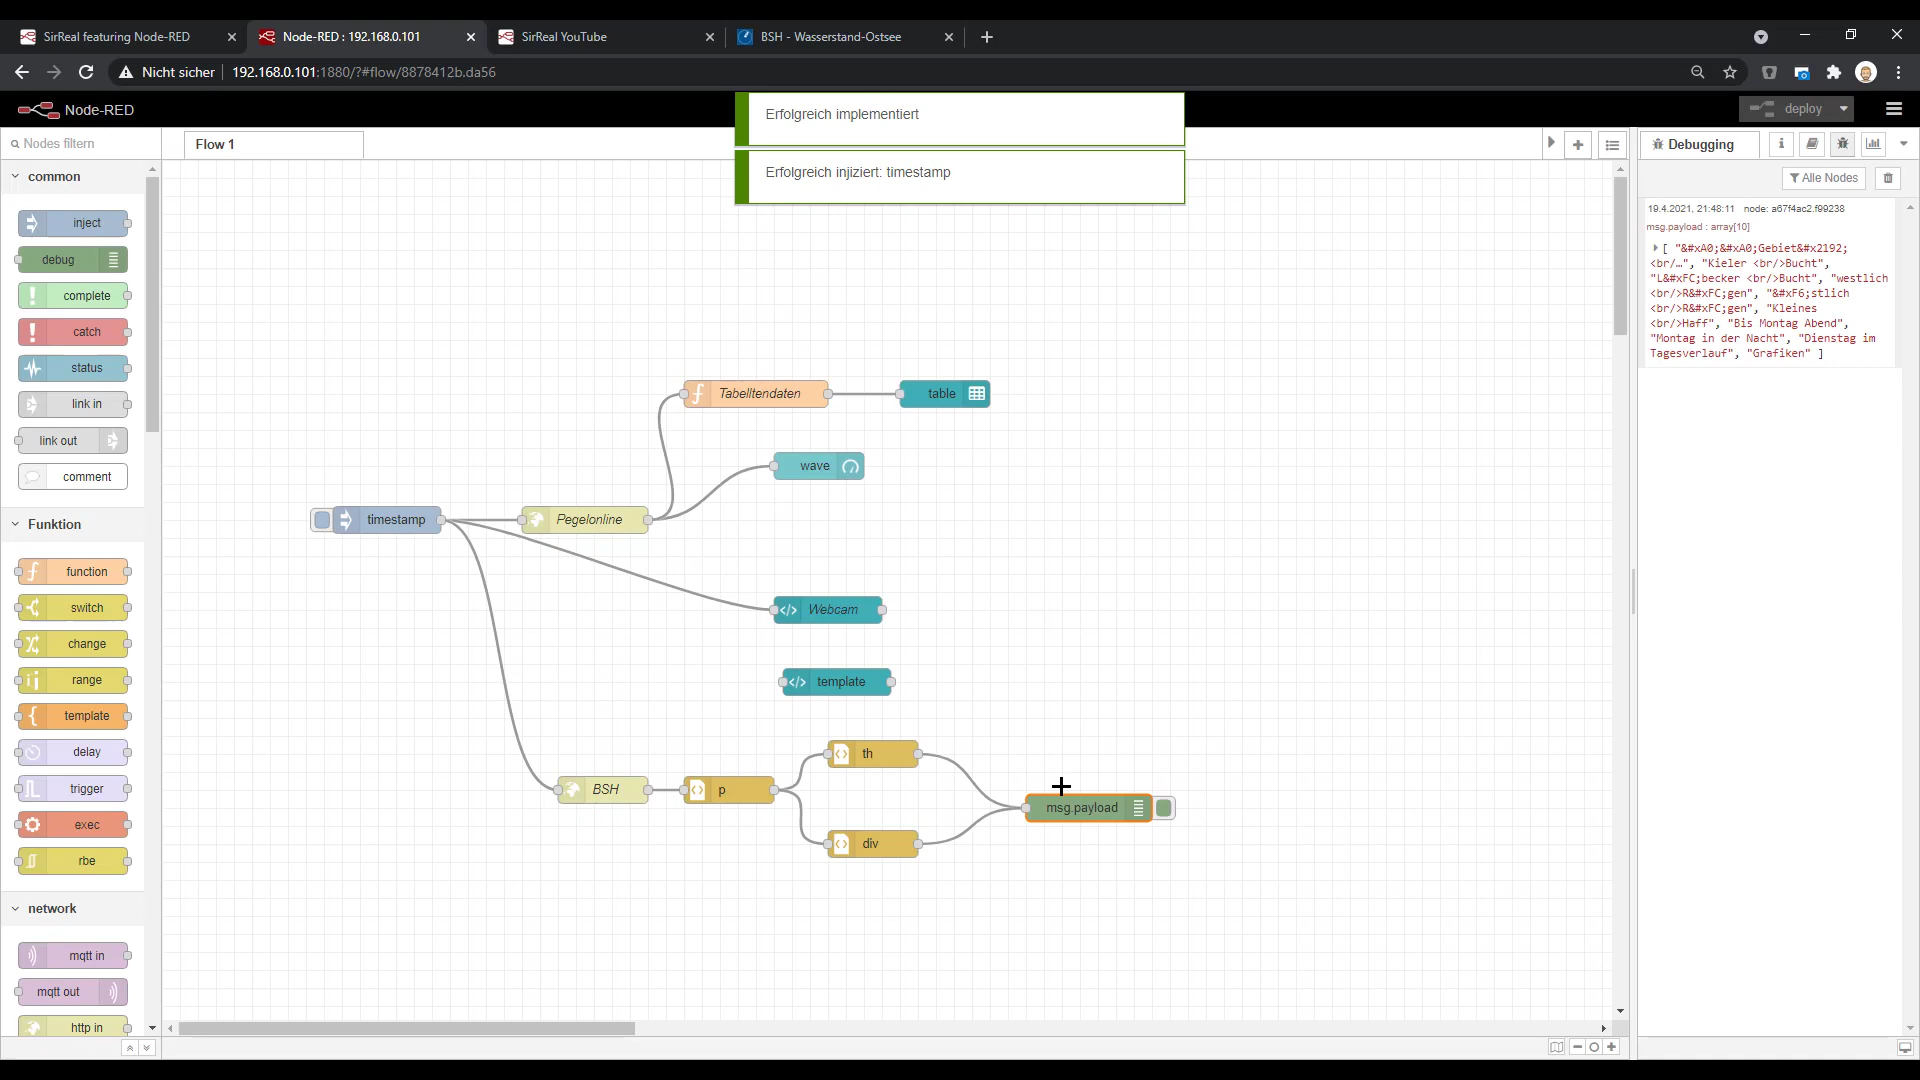 SirReal featuring Node-RED
Node-RED : 192.168.0.101
SirReal YouTube
BSH - Wasserstand-Ostsee
Nicht sicher
192.168.0.101:1880/?#flow/8878412b.da56
Node-RED
deploy
Erfolgreich implementiert
Erfolgreich injiziert: timestamp
Nodes filtern
Flow 1
Debugging
Alle Nodes
common
inject
debug
complete
catch
status
link in
link out
comment
Funktion
function
switch
change
range
template
delay
trigger
exec
rbe
network
mqtt in
mqtt out
http in
Tabelltendaten
table
wave
timestamp
Pegelonline
Webcam
template
th
BSH
p
msg.payload
div
19.4.2021, 21:48:11 node: a67f4ac2.f99238
msg.payload : array[10]
[ "&#xA0;&#xA0;Gebiet&#x2192;
<br/…", "Kieler <br/>Bucht",
"L&#xFC;becker <br/>Bucht", "westlich
<br/>R&#xFC;gen", "&#xF6;stlich
<br/>R&#xFC;gen", "Kleines
<br/>Haff", "Bis Montag Abend",
"Montag in der Nacht", "Dienstag im
Tagesverlauf", "Grafiken" ]